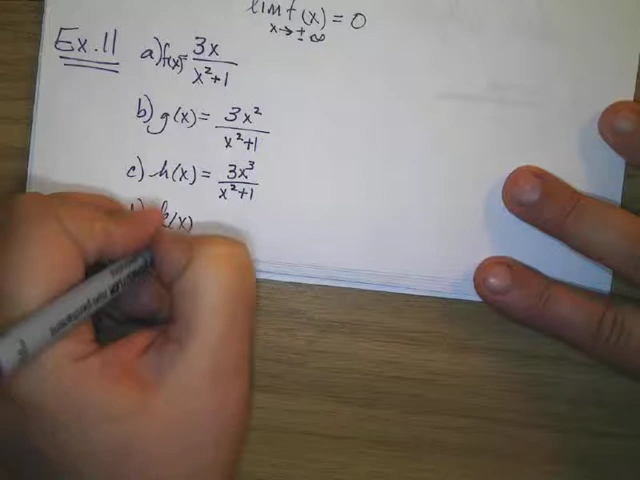 lim f(x) = 0
x→±∞
Ex.11 a) f(x)= 3x
x²+1
b) g(x) = 3x²
x²+1
c) h(x) = 3x³
x²+1
k(x)